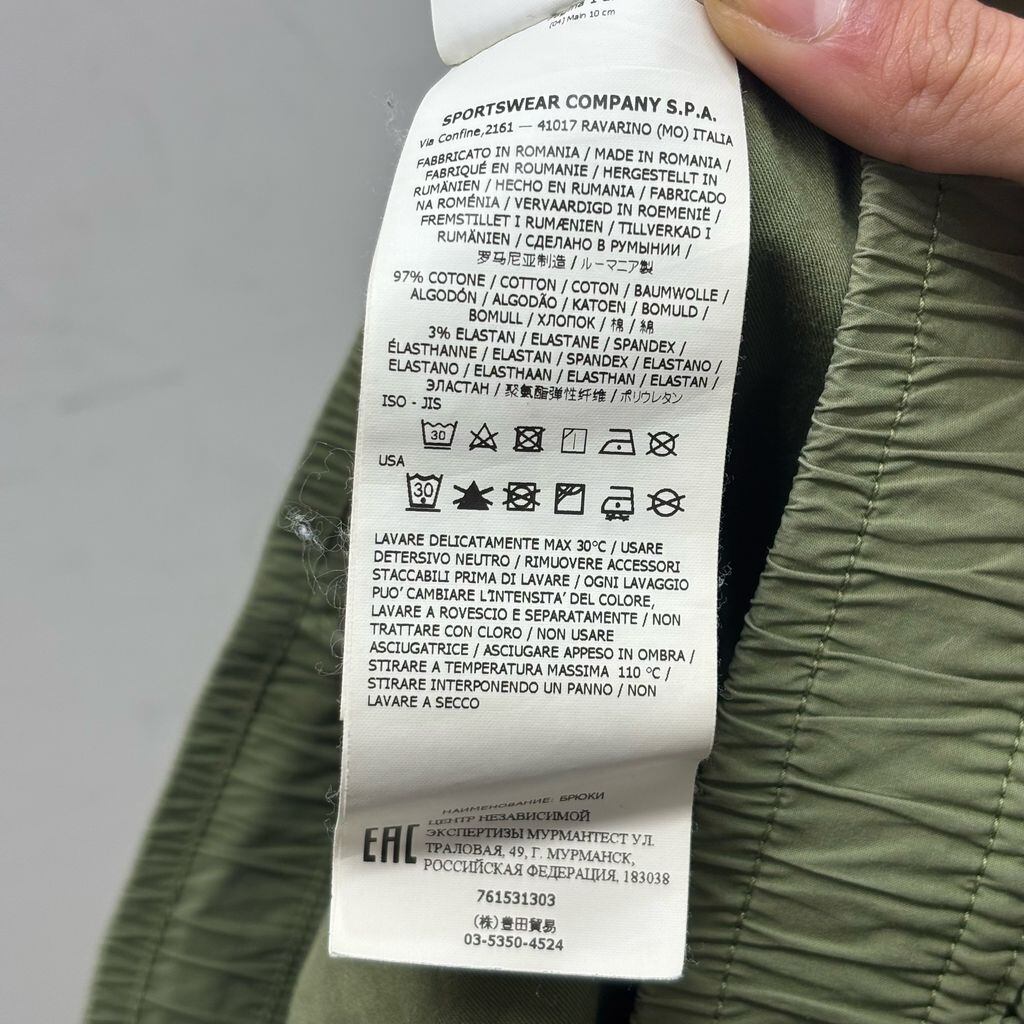 (04) Main 10 cm
SPORTSWEAR COMPANY S.P.A.
Via Confine,2161 — 41017 RAVARINO (MO) ITALIA
FABBRICATO IN ROMANIA / MADE IN ROMANIA /
FABRIQUÉ EN ROUMANIE / HERGESTELLT IN
RUMÄNIEN / HECHO EN RUMANIA / FABRICADO
NA ROMÉNIA / VERVAARDIGD IN ROEMENIË /
FREMSTILLET I RUMÆNIEN / TILLVERKAD I
RUMÄNIEN / СДЕЛАНО В РУМЫНИИ /
罗马尼亚制造 / ルーマニア製
97% COTONE / COTTON / COTON / BAUMWOLLE /
ALGODÓN / ALGODÃO / KATOEN / BOMULD /
BOMULL / ХЛОПОК / 棉 / 綿
3% ELASTAN / ELASTANE / SPANDEX /
ÉLASTHANNE / ELASTAN / SPANDEX / ELASTANO /
ELASTANO / ELASTHAAN / ELASTHAN / ELASTAN /
ЭЛАСТАН / 聚氨酯弹性纤维 / ポリウレタン
ISO - JIS
30
USA
30
LAVARE DELICATAMENTE MAX 30°C / USARE
DETERSIVO NEUTRO / RIMUOVERE ACCESSORI
STACCABILI PRIMA DI LAVARE / OGNI LAVAGGIO
PUO' CAMBIARE L'INTENSITA' DEL COLORE,
LAVARE A ROVESCIO E SEPARATAMENTE / NON
TRATTARE CON CLORO / NON USARE
ASCIUGATRICE / ASCIUGARE APPESO IN OMBRA /
STIRARE A TEMPERATURA MASSIMA 110 °C /
STIRARE INTERPONENDO UN PANNO / NON
LAVARE A SECCO
НАИМЕНОВАНИЕ: БРЮКИ
ЦЕНТР НЕЗАВИСИМОЙ
EAC ЭКСПЕРТИЗЫ МУРМАНТЕСТ УЛ.
ТРАЛОВАЯ, 49, Г. МУРМАНСК,
РОССИЙСКАЯ ФЕДЕРАЦИЯ, 183038
761531303
(株)豊田貿易
03-5350-4524